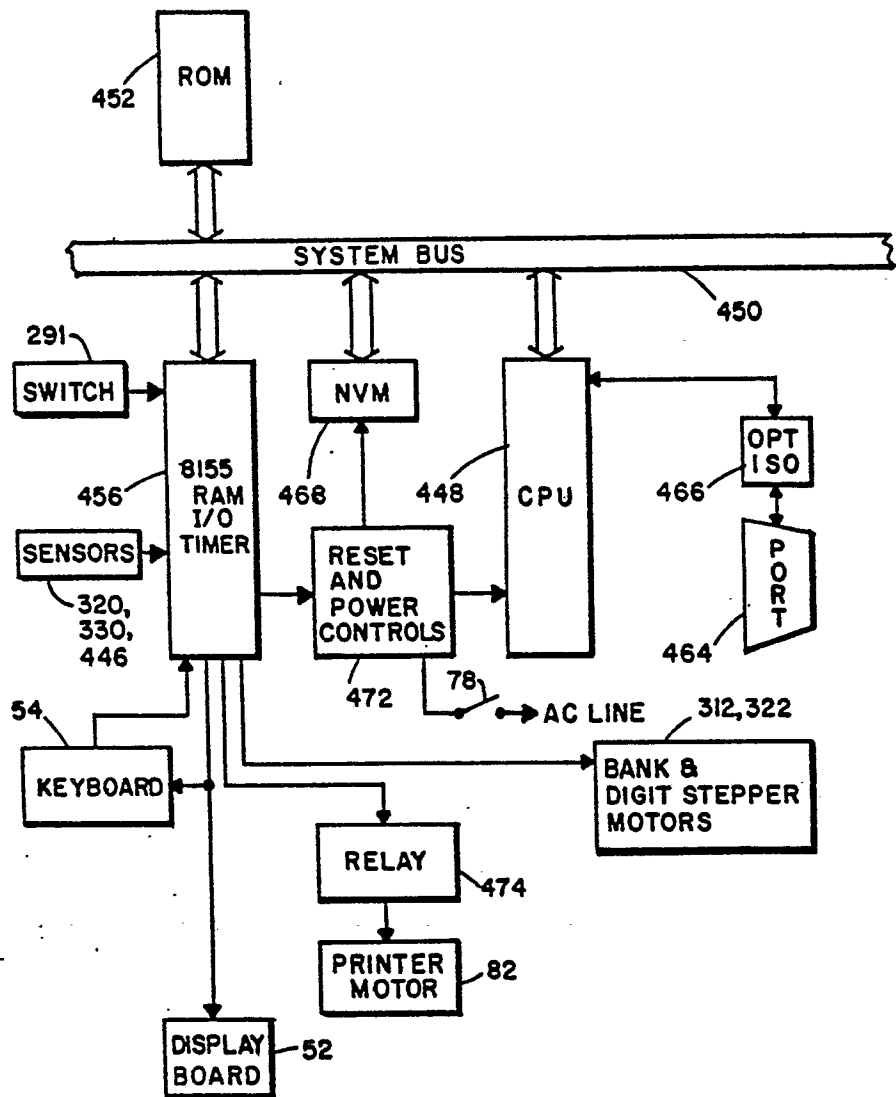 ROM
452
SYSTEM BUS
450
291
SWITCH
456
8155
RAM
I/O
TIMER
NVM
468
448
CPU
OPT
ISO
466
PORT
464
SENSORS
320,
330,
446
RESET
AND
POWER
CONTROLS
472
78
AC LINE
54
KEYBOARD
312,322
BANK &
DIGIT STEPPER
MOTORS
RELAY
474
PRINTER
MOTOR
82
DISPLAY
BOARD
52